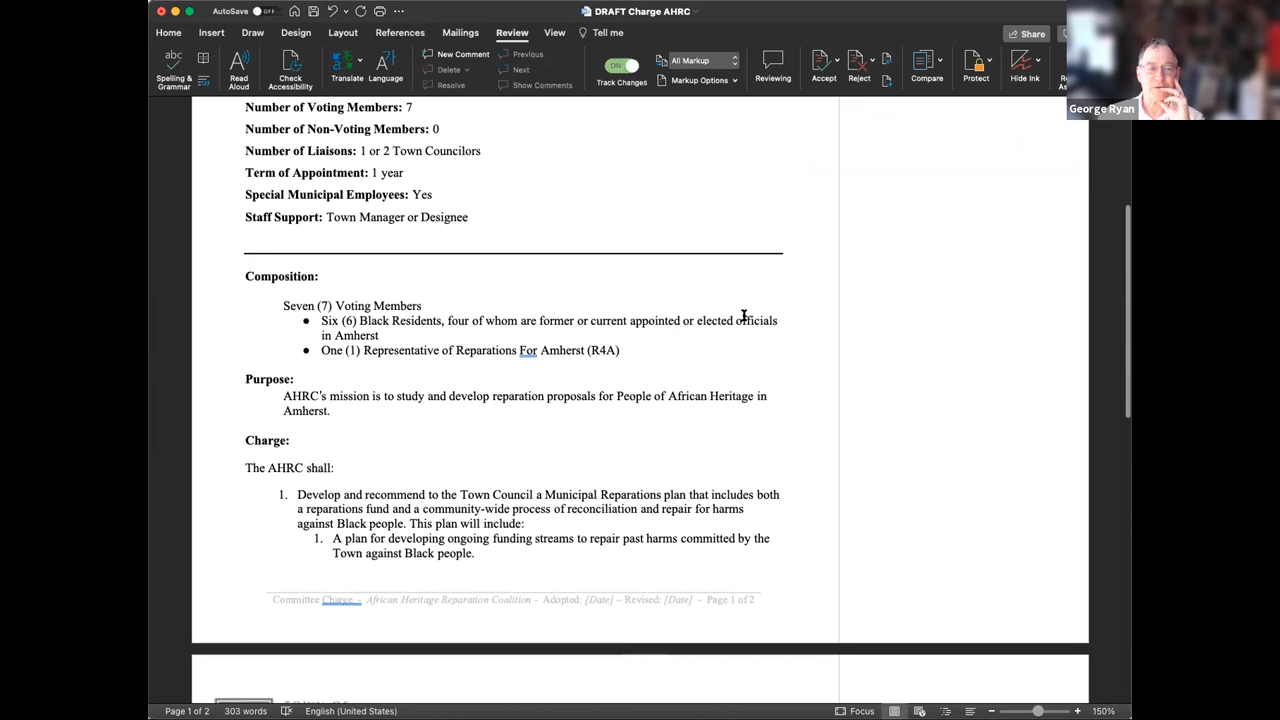 AutoSave OFF
DRAFT Charge AHRC
Home Insert Draw Design Layout References Mailings Review View Tell me
Share
Spelling & Grammar
Read Aloud
Check Accessibility
Translate
Language
New Comment
Delete
Resolve
Previous
Next
Show Comments
ON
Track Changes
All Markup
Markup Options
Reviewing
Accept
Reject
Compare
Protect
Hide Ink
George Ryan
Number of Voting Members: 7
Number of Non-Voting Members: 0
Number of Liaisons: 1 or 2 Town Councilors
Term of Appointment: 1 year
Special Municipal Employees: Yes
Staff Support: Town Manager or Designee
Composition:
Seven (7) Voting Members
● Six (6) Black Residents, four of whom are former or current appointed or elected officials
in Amherst
● One (1) Representative of Reparations For Amherst (R4A)
Purpose:
AHRC's mission is to study and develop reparation proposals for People of African Heritage in
Amherst.
Charge:
The AHRC shall:
1. Develop and recommend to the Town Council a Municipal Reparations plan that includes both
a reparations fund and a community-wide process of reconciliation and repair for harms
against Black people. This plan will include:
1. A plan for developing ongoing funding streams to repair past harms committed by the
Town against Black people.
Committee Charge - African Heritage Reparation Coalition - Adopted: [Date] – Revised: [Date] - Page 1 of 2
Page 1 of 2 303 words English (United States) Focus 150%